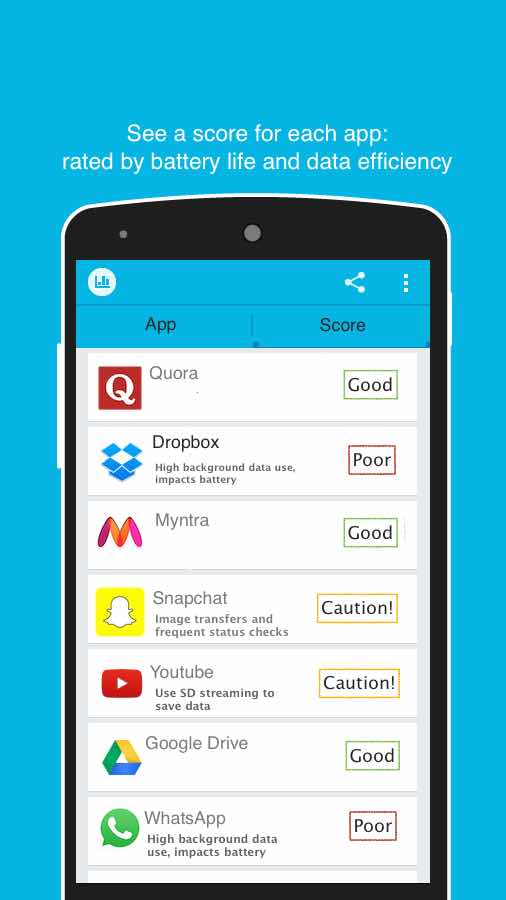 See a score for each app:
rated by battery life and data efficiency
App
Score
Quora
Good
Dropbox
High background data use,
impacts battery
Poor
Myntra
Good
Snapchat
Image transfers and
frequent status checks
Caution!
Youtube
Use SD streaming to
save data
Caution!
Google Drive
Good
WhatsApp
High background data
use, impacts battery
Poor